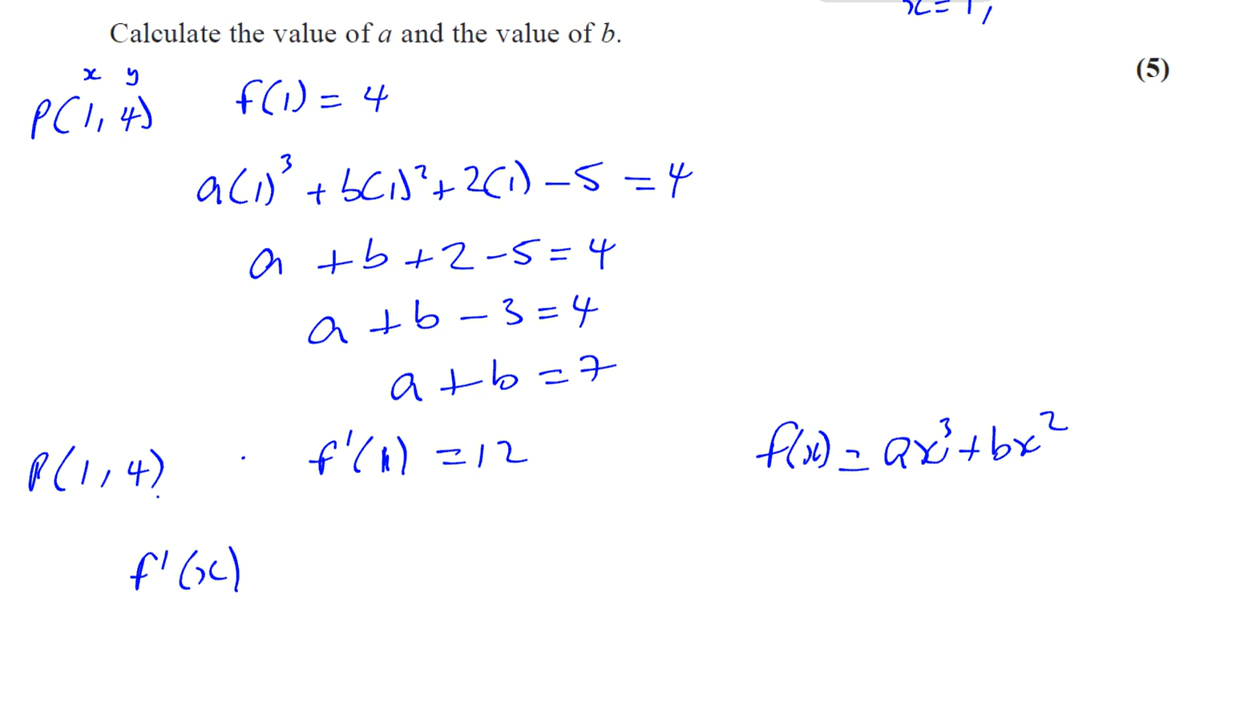 x = 1,
Calculate the value of a and the value of b.
(5)
x y
P(1, 4) f(1) = 4
a(1)³ + b(1)² + 2(1) - 5 = 4
a + b + 2 - 5 = 4
a + b - 3 = 4
a + b = 7
P(1, 4) f'(1) = 12 f(x) = ax³ + bx²
f'(x)